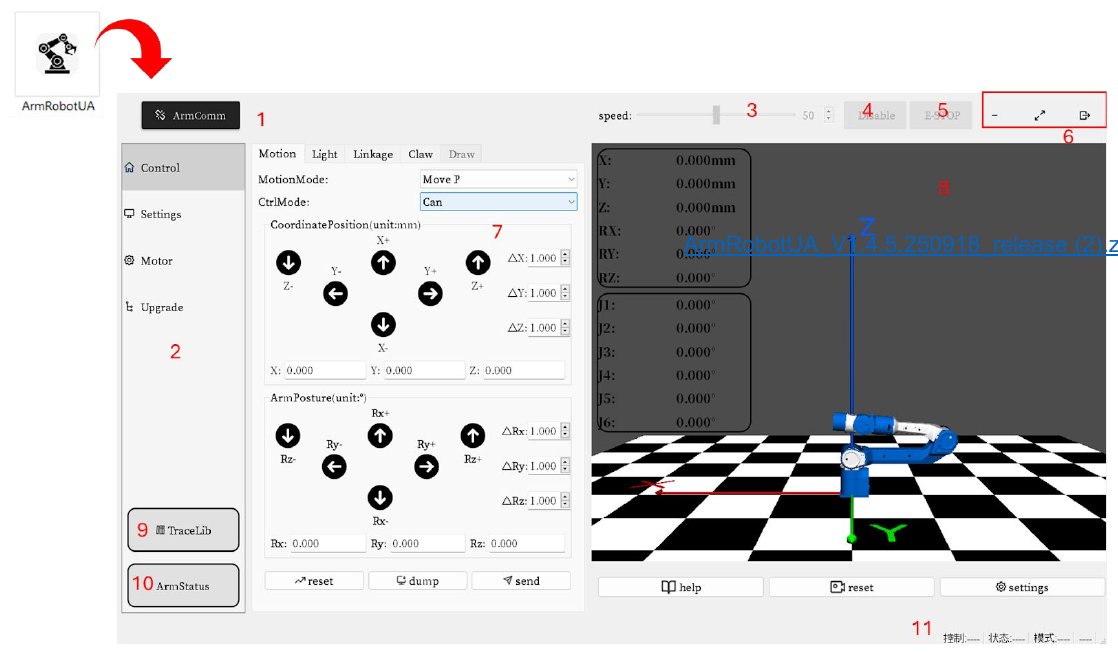 ArmRobotUA
ArmComm
1
speed:
3
50
4
Disable
5
E-STOP
6
Control
Settings
Motor
Upgrade
2
9
TraceLib
10
ArmStatus
Motion Light Linkage Claw Draw
MotionMode: Move P
CtrlMode: Can
CoordinatePosition(unit:mm)
7
X+
Z- Y- Y+ Z+
X-
△X: 1.000
△Y: 1.000
△Z: 1.000
X: 0.000 Y: 0.000 Z: 0.000
ArmPosture(unit:°)
Rx+
Rz- Ry- Ry+ Rz+
Rx-
△Rx: 1.000
△Ry: 1.000
△Rz: 1.000
Rx: 0.000 Ry: 0.000 Rz: 0.000
reset dump send
X: 0.000mm
Y: 0.000mm
Z: 0.000mm
RX: 0.000°
RY: 0.000°
RZ: 0.000°
8
Z
ArmRobotUA_V1.4.5.250918_release (2).z
J1: 0.000°
J2: 0.000°
J3: 0.000°
J4: 0.000°
J5: 0.000°
J6: 0.000°
X
Y
help reset settings
11
控制:---- 状态:---- 模式:---- ----